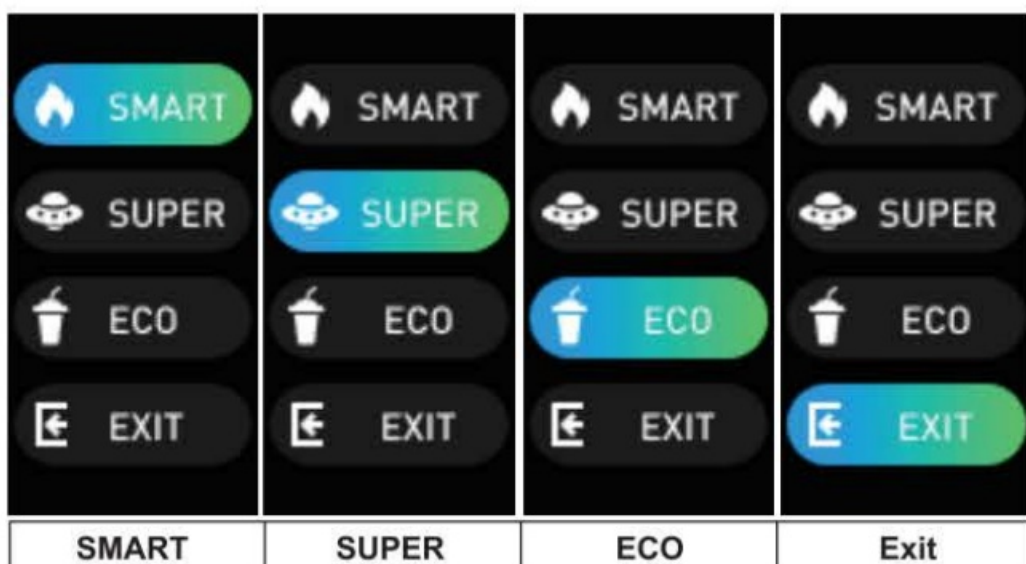 SMART SMART SMART SMART
SUPER SUPER SUPER SUPER
ECO ECO ECO ECO
EXIT EXIT EXIT EXIT
SMART SUPER ECO Exit